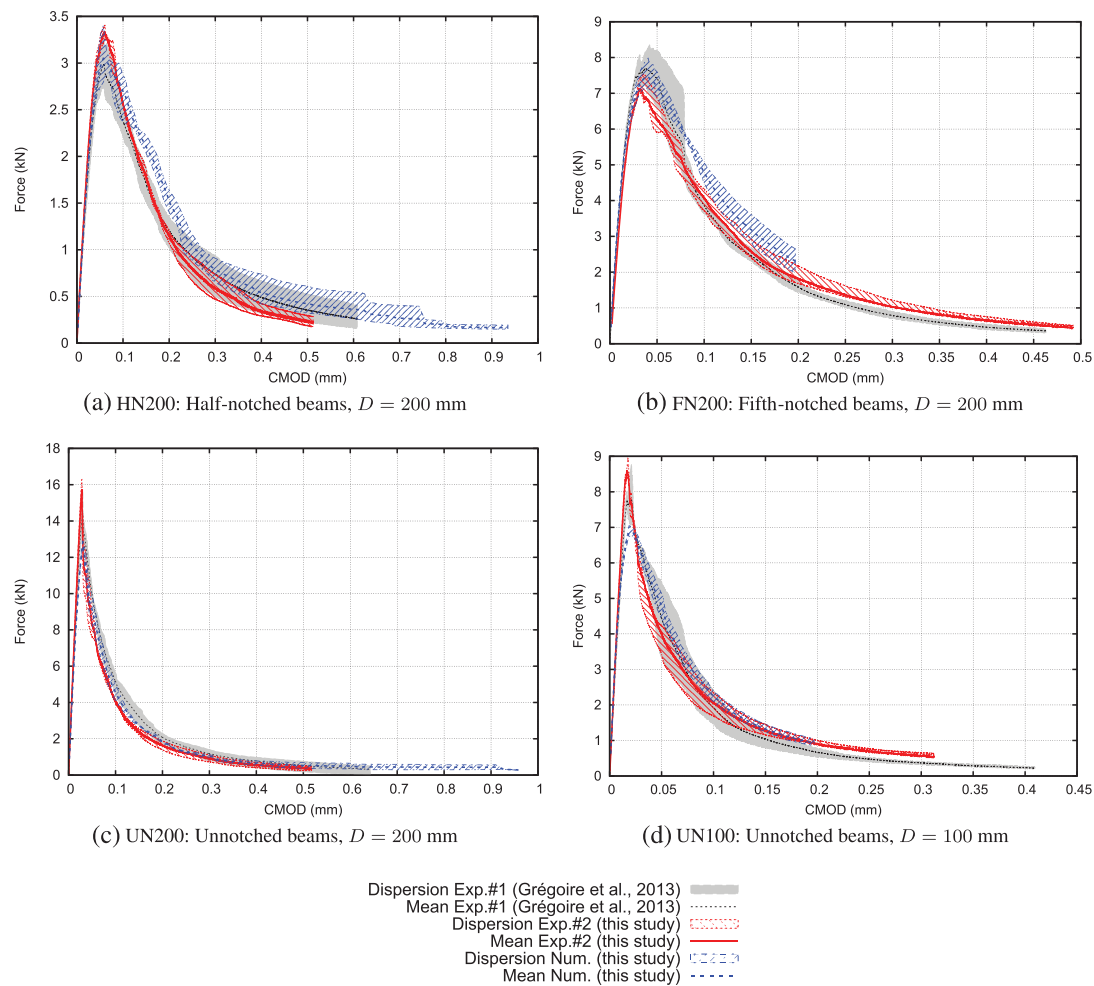 3.5
3
2.5
2
1.5
1
0.5
0
Force (kN)
0 0.1 0.2 0.3 0.4 0.5 0.6 0.7 0.8 0.9 1
CMOD (mm)
(a) HN200: Half-notched beams, D = 200 mm
9
8
7
6
5
4
3
2
1
0
Force (kN)
0 0.05 0.1 0.15 0.2 0.25 0.3 0.35 0.4 0.45 0.5
CMOD (mm)
(b) FN200: Fifth-notched beams, D = 200 mm
18
16
14
12
10
8
6
4
2
0
Force (kN)
0 0.1 0.2 0.3 0.4 0.5 0.6 0.7 0.8 0.9 1
CMOD (mm)
(c) UN200: Unnotched beams, D = 200 mm
9
8
7
6
5
4
3
2
1
0
Force (kN)
0 0.05 0.1 0.15 0.2 0.25 0.3 0.35 0.4 0.45
CMOD (mm)
(d) UN100: Unnotched beams, D = 100 mm
Dispersion Exp.#1 (Grégoire et al., 2013)
Mean Exp.#1 (Grégoire et al., 2013)
Dispersion Exp.#2 (this study)
Mean Exp.#2 (this study)
Dispersion Num. (this study)
Mean Num. (this study)